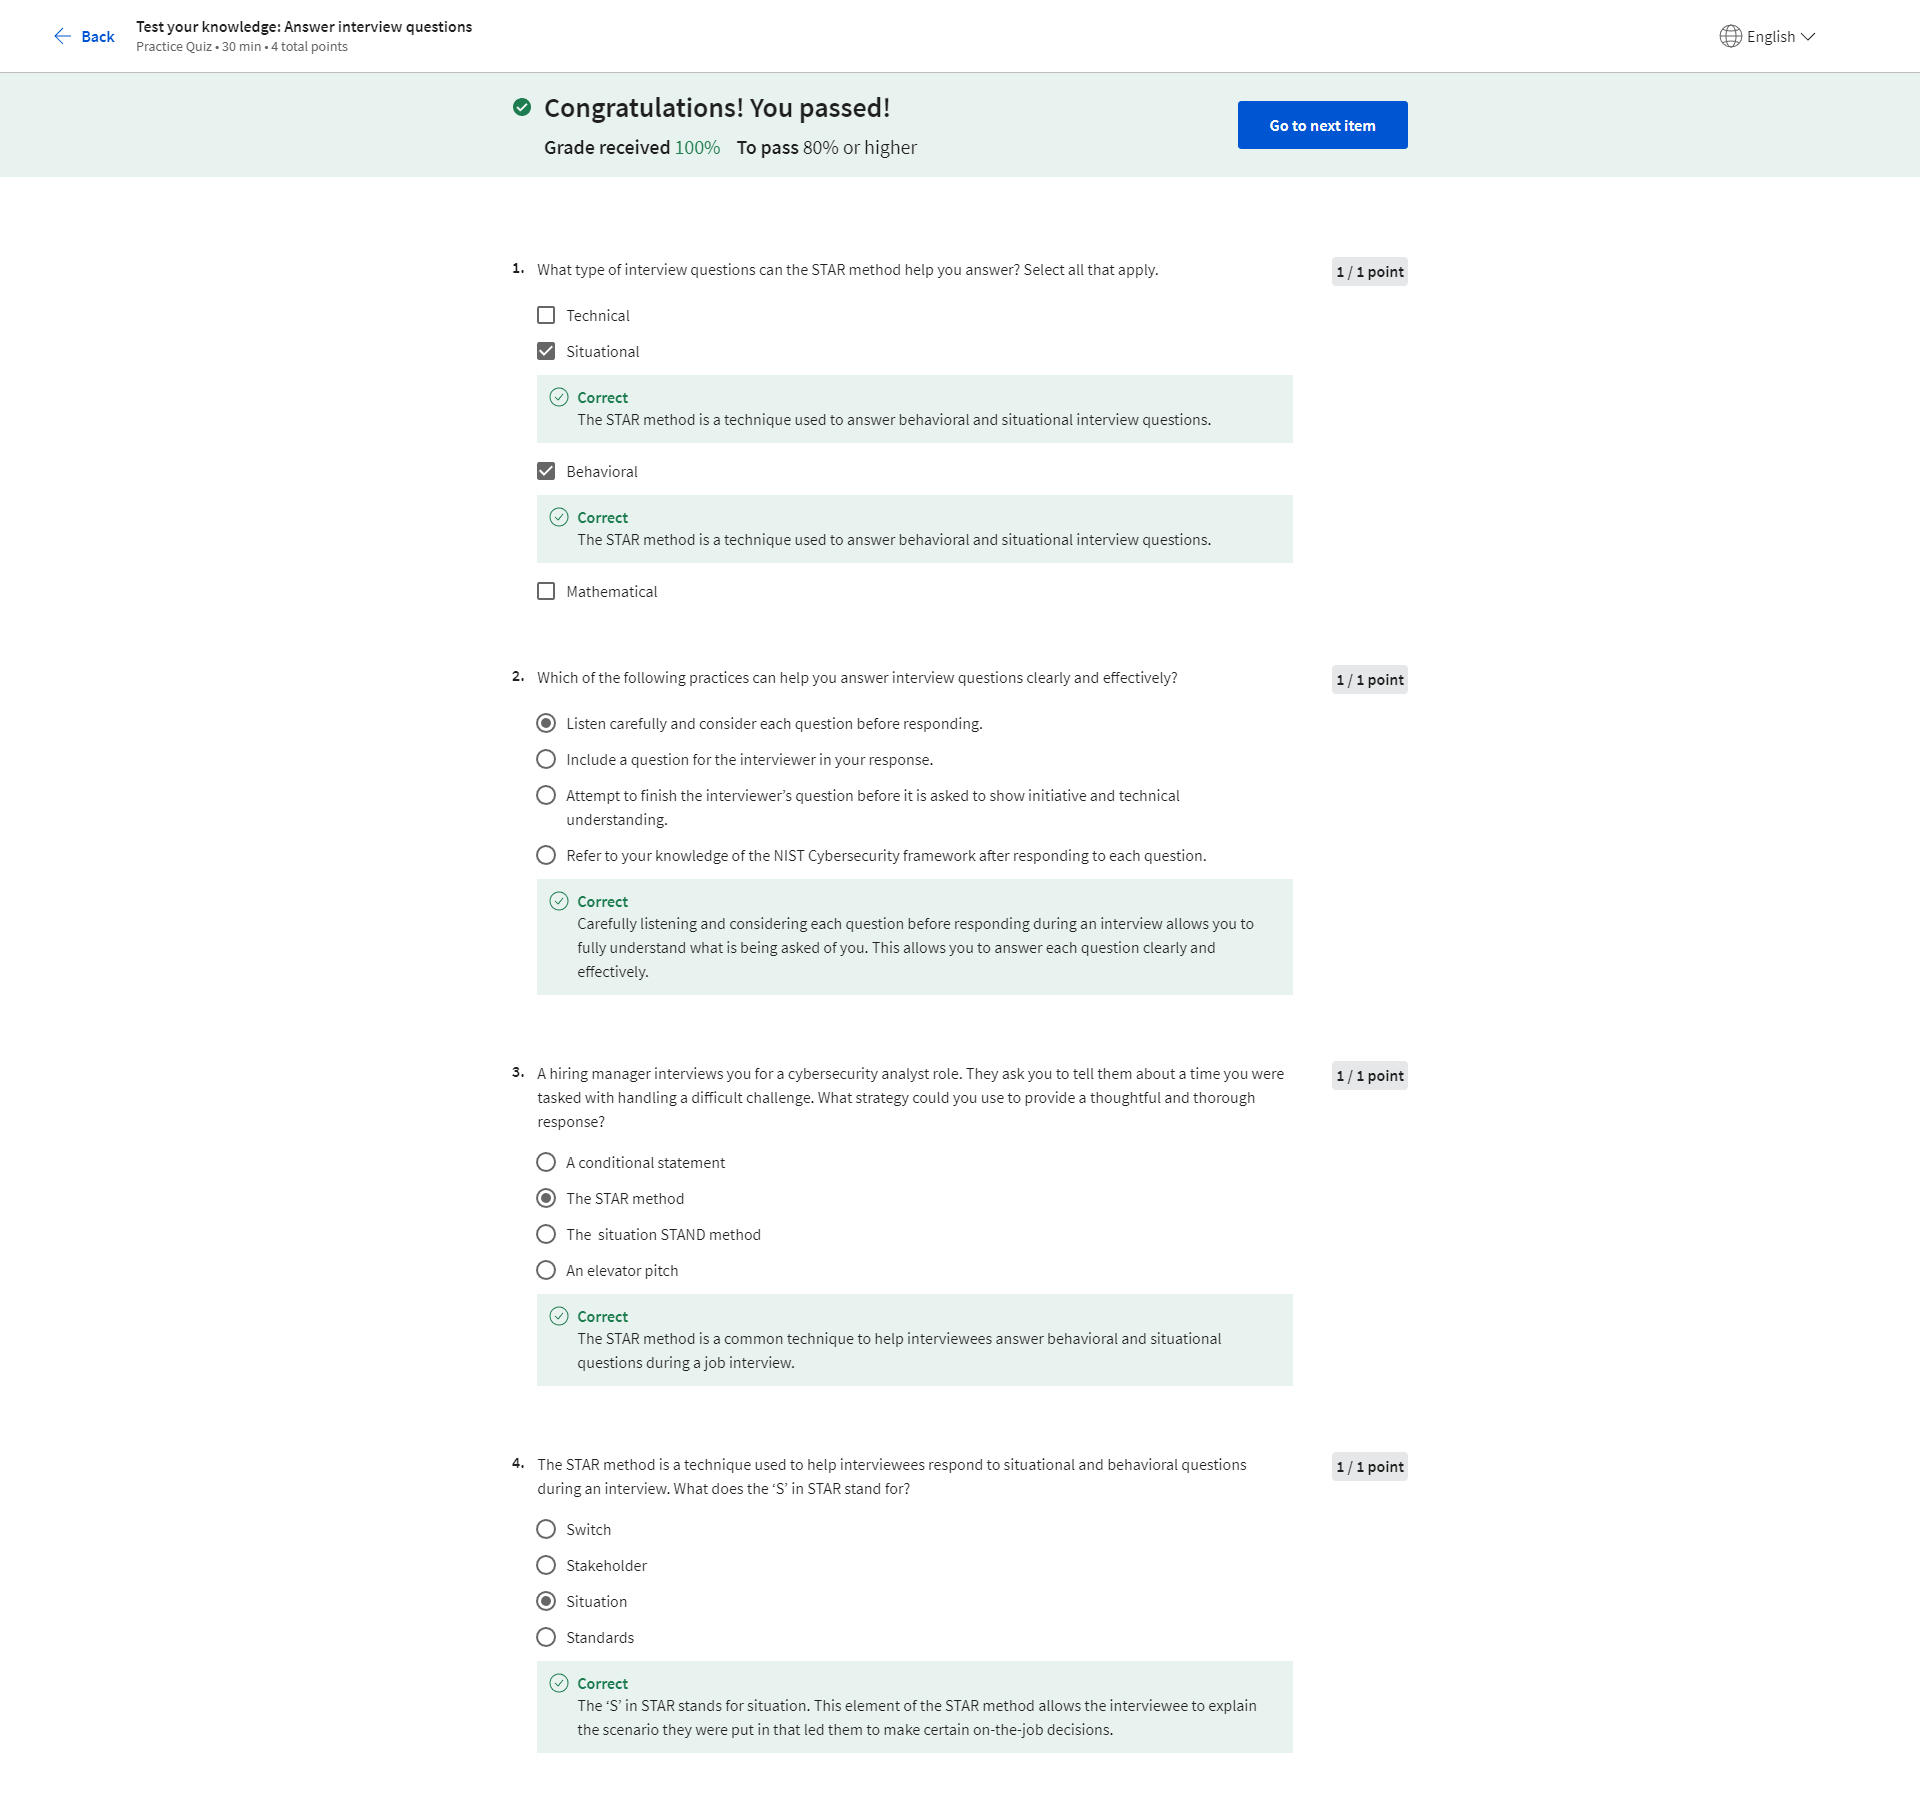 Back
Test your knowledge: Answer interview questions
Practice Quiz • 30 min • 4 total points
English
Congratulations! You passed!
Grade received 100% To pass 80% or higher
Go to next item
1. What type of interview questions can the STAR method help you answer? Select all that apply.
1 / 1 point
Technical
Situational
Correct
The STAR method is a technique used to answer behavioral and situational interview questions.
Behavioral
Correct
The STAR method is a technique used to answer behavioral and situational interview questions.
Mathematical
2. Which of the following practices can help you answer interview questions clearly and effectively?
1 / 1 point
Listen carefully and consider each question before responding.
Include a question for the interviewer in your response.
Attempt to finish the interviewer’s question before it is asked to show initiative and technical
understanding.
Refer to your knowledge of the NIST Cybersecurity framework after responding to each question.
Correct
Carefully listening and considering each question before responding during an interview allows you to
fully understand what is being asked of you. This allows you to answer each question clearly and
effectively.
3. A hiring manager interviews you for a cybersecurity analyst role. They ask you to tell them about a time you were
1 / 1 point
tasked with handling a difficult challenge. What strategy could you use to provide a thoughtful and thorough
response?
A conditional statement
The STAR method
The situation STAND method
An elevator pitch
Correct
The STAR method is a common technique to help interviewees answer behavioral and situational
questions during a job interview.
4. The STAR method is a technique used to help interviewees respond to situational and behavioral questions
1 / 1 point
during an interview. What does the ‘S’ in STAR stand for?
Switch
Stakeholder
Situation
Standards
Correct
The ‘S’ in STAR stands for situation. This element of the STAR method allows the interviewee to explain
the scenario they were put in that led them to make certain on-the-job decisions.